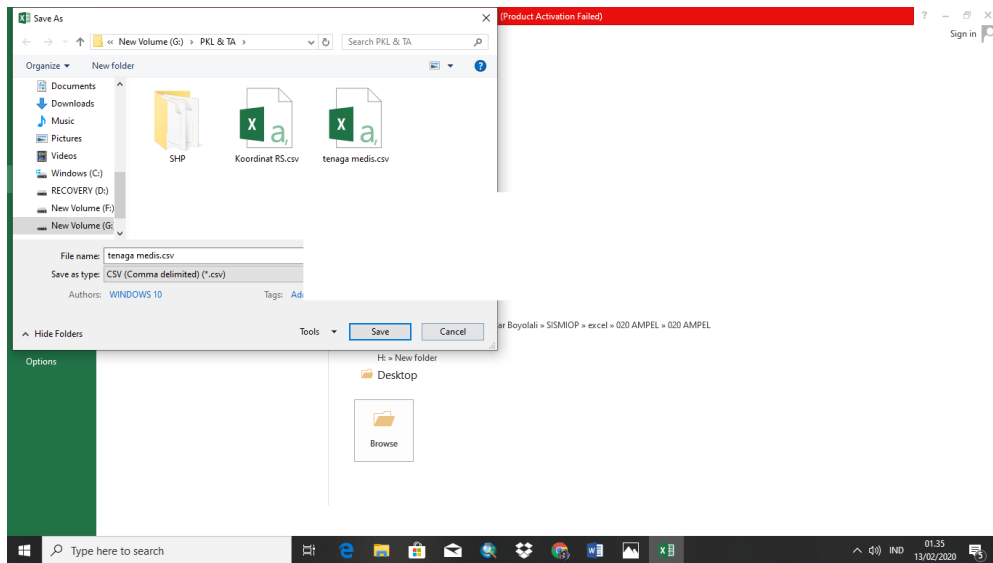 Save As
(Product Activation Failed)
Sign in
« New Volume (G:) › PKL & TA ›
Search PKL & TA
Organize
New folder
Documents
Downloads
Music
Pictures
Videos
Windows (C:)
RECOVERY (D:)
New Volume (F:)
New Volume (G:
SHP
Koordinat RS.csv
tenaga medis.csv
File name: tenaga medis.csv
Save as type: CSV (Comma delimited) (*.csv)
Authors: WINDOWS 10
Tags: Add
Hide Folders
Tools
Save
Cancel
ar Boyolali » SISMIOP » excel » 020 AMPEL » 020 AMPEL
Options
H: » New folder
Desktop
Browse
Type here to search
IND
01.35
13/02/2020
5